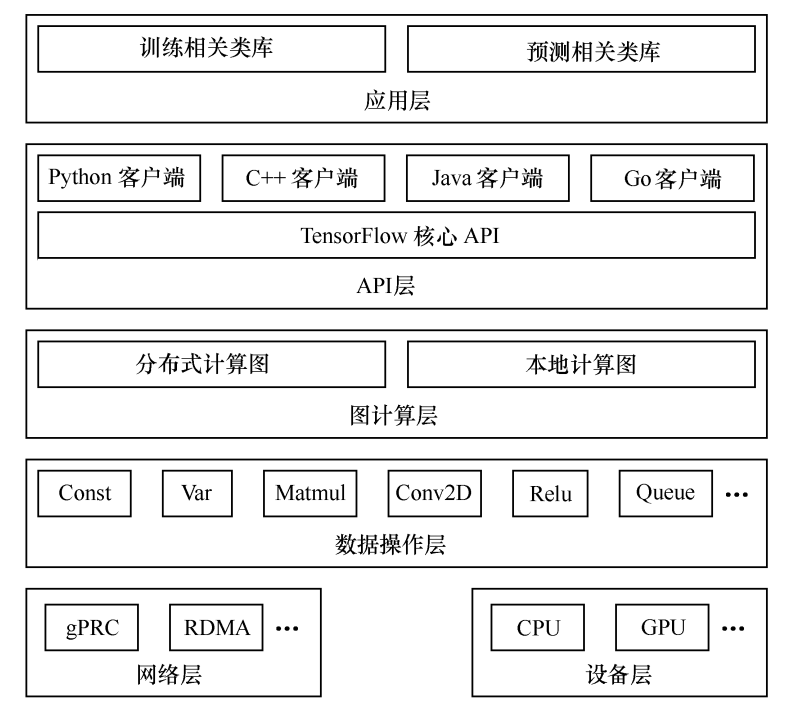 训练相关类库 预测相关类库
应用层
Python 客户端 C++ 客户端 Java 客户端 Go 客户端
TensorFlow 核心 API
API层
分布式计算图 本地计算图
图计算层
Const Var Matmul Conv2D Relu Queue ···
数据操作层
gPRC RDMA ··· CPU GPU ···
网络层 设备层